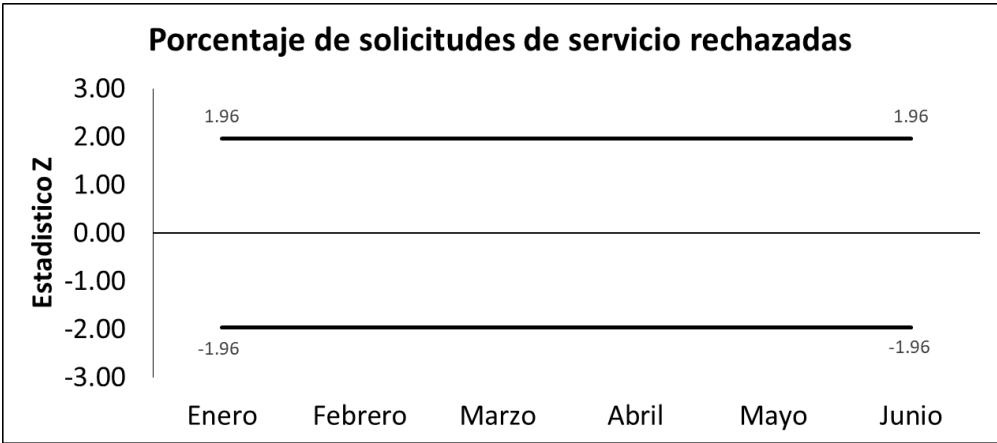 Porcentaje de solicitudes de servicio rechazadas
Estadistico Z
3.00
2.00
1.00
0.00
-1.00
-2.00
-3.00
1.96
1.96
-1.96
-1.96
Enero
Febrero
Marzo
Abril
Mayo
Junio